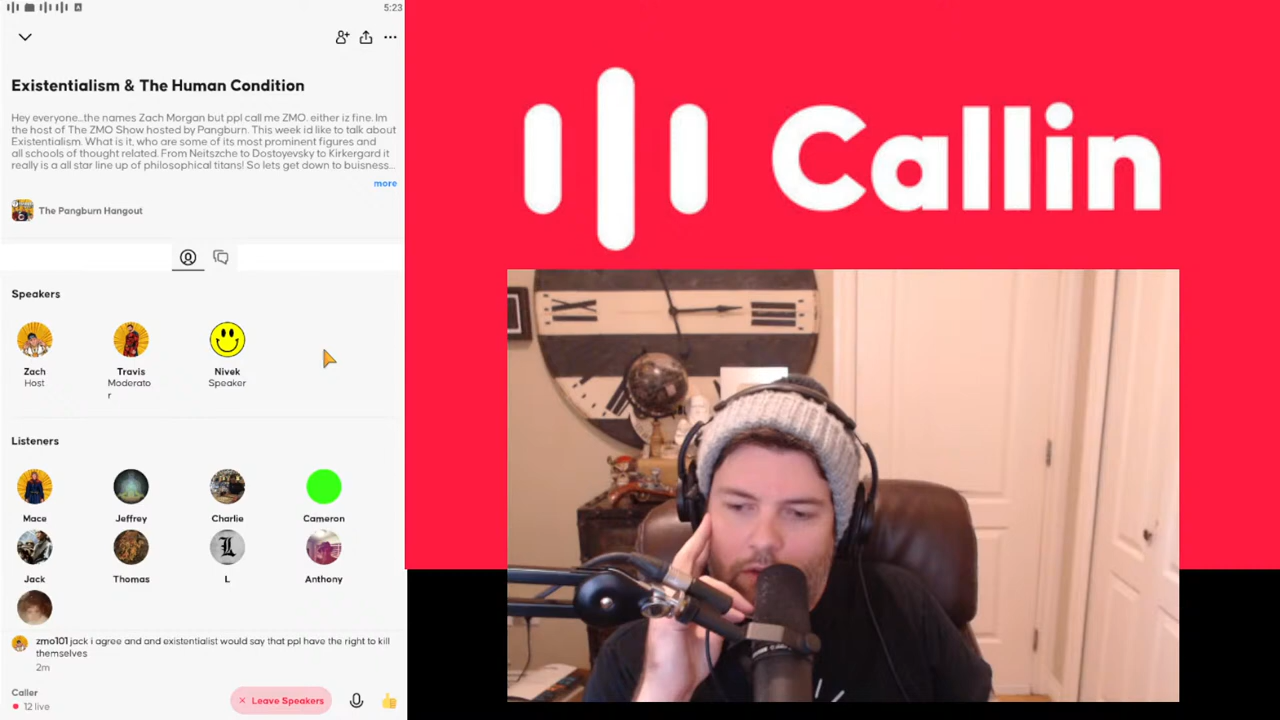 5:23
Existentialism & The Human Condition
Hey everyone...the names Zach Morgan but ppl call me ZMO. either iz fine. Im
the host of The ZMO Show hosted by Pangburn. This week id like to talk about
Existentialism. What is it, who are some of its most prominent figures and
all schools of thought related. From Neitszche to Dostoyevsky to Kirkergard it
really is a all star line up of philosophical titans! So lets get down to buisness...
more
The Pangburn Hangout
Speakers
Zach
Host
Travis
Moderato
r
Nivek
Speaker
Listeners
Mace
Jeffrey
Charlie
Cameron
Jack
Thomas
L
Anthony
zmo101 jack i agree and and existentialist would say that ppl have the right to kill
themselves
2m
Caller
12 live
× Leave Speakers
Callin